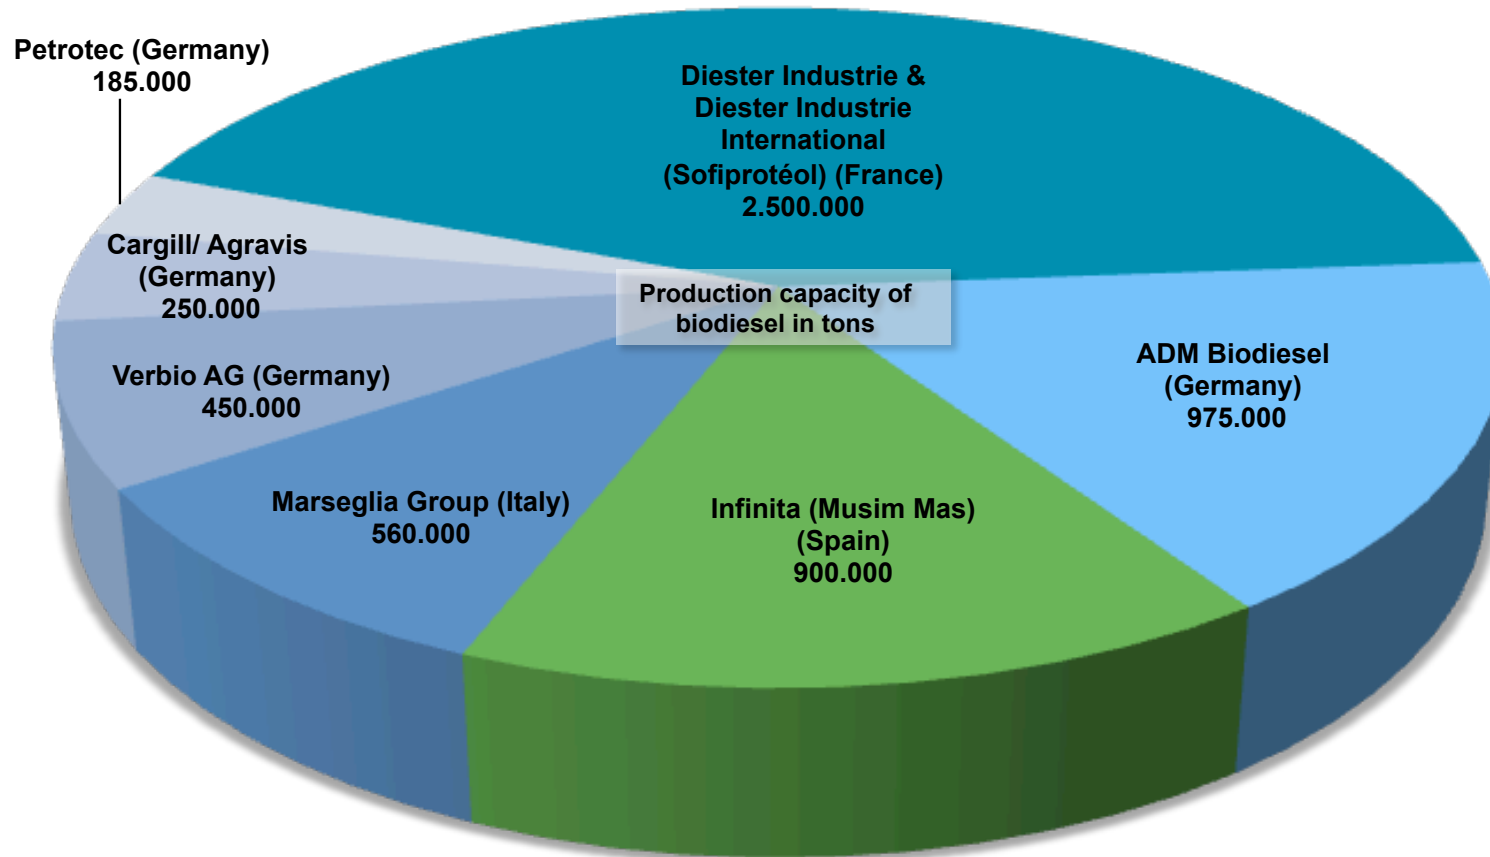 Petrotec (Germany)
185.000
Diester Industrie &
Diester Industrie
International
(Sofiprotéol) (France)
2.500.000
Cargill/ Agravis
(Germany)
250.000
Production capacity of
biodiesel in tons
ADM Biodiesel
(Germany)
975.000
Verbio AG (Germany)
450.000
Marseglia Group (Italy)
560.000
Infinita (Musim Mas)
(Spain)
900.000